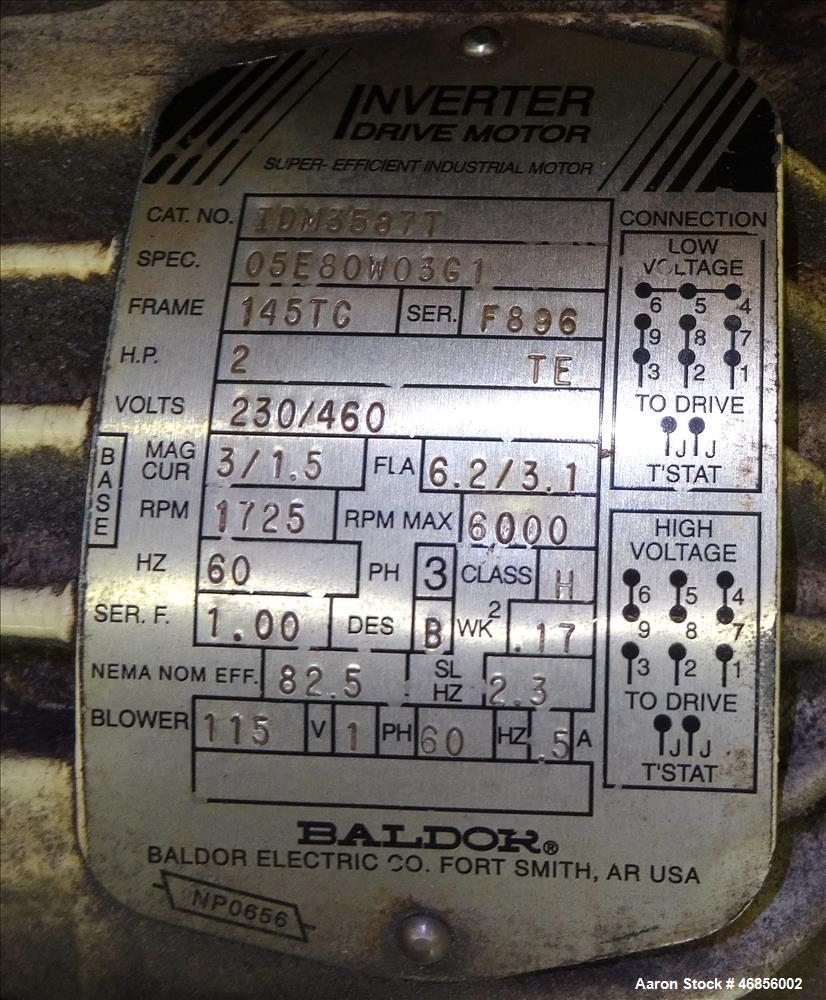 INVERTER
DRIVE MOTOR
SUPER-EFFICIENT INDUSTRIAL MOTOR
CAT. NO. IDM3587T
SPEC. 05E80W03G1
FRAME 145TC SER. F896
H.P. 2 TE
VOLTS 230/460
BASE
MAG CUR 3/1.5 FLA 6.2/3.1
RPM 1725 RPM MAX 6000
HZ 60 PH 3 CLASS H
SER. F. 1.00 DES B WK2 .17
NEMA NOM EFF. 82.5 SL HZ 2.3
BLOWER 115 V 1 PH 60 HZ .5 A
CONNECTION
LOW
VOLTAGE
6 5 4
9 8 7
3 2 1
TO DRIVE
J J
T'STAT
HIGH
VOLTAGE
6 5 4
9 8 7
3 2 1
TO DRIVE
J J
T'STAT
BALDOR®
BALDOR ELECTRIC CO. FORT SMITH, AR USA
NP0656
Aaron Stock # 46856002